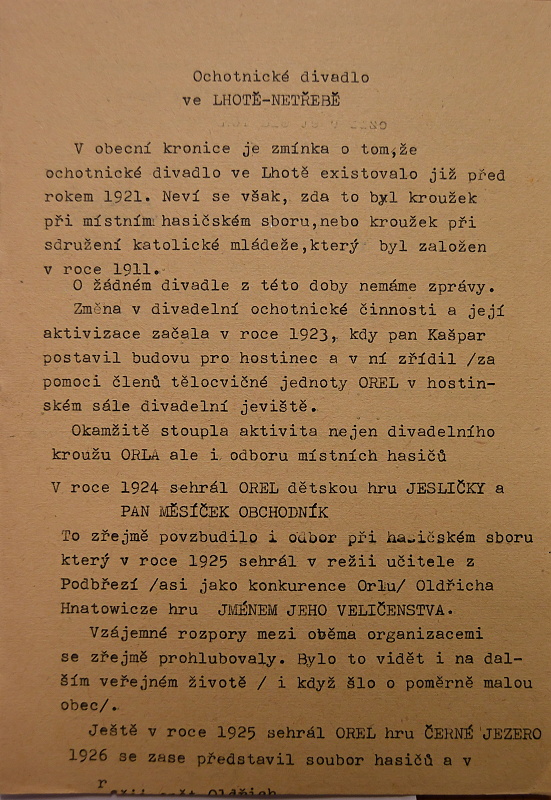 Ochotnické divadlo
ve LHOTĚ-NETŘEBĚ
V obecní kronice je zmínka o tom,že
ochotnické divadlo ve Lhotě existovalo již před
rokem 1921. Neví se však, zda to byl kroužek
při místním hasičském sboru,nebo kroužek při
sdružení katolické mládeže,který byl založen
v roce 1911.
O žádném divadle z této doby nemáme zprávy.
Změna v divadelní ochotnické činnosti a její
aktivizace začala v roce 1923, kdy pan Kašpar
postavil budovu pro hostinec a v ní zřídil /za
pomoci členů tělocvičné jednoty OREL v hostin-
ském sále divadelní jeviště.
Okamžitě stoupla aktivita nejen divadelního
kroužu ORLA ale i odboru místních hasičů
V roce 1924 sehrál OREL dětskou hru JESLIČKY a
PAN MĚSÍČEK OBCHODNÍK
To zřejmě povzbudilo i odbor při hasičském sboru
který v roce 1925 sehrál v režii učitele z
Podbřezí /asi jako konkurence Orlu/ Oldřicha
Hnatowicze hru JMÉNEM JEHO VELIČENSTVA.
Vzájemné rozpory mezi oběma organizacemi
se zřejmě prohlubovaly. Bylo to vidět i na dal-
ším veřejném životě / i když šlo o poměrně malou
obec/.
Ještě v roce 1925 sehrál OREL hru ČERNÉ JEZERO
1926 se zase představil soubor hasičů a v
Oldřich